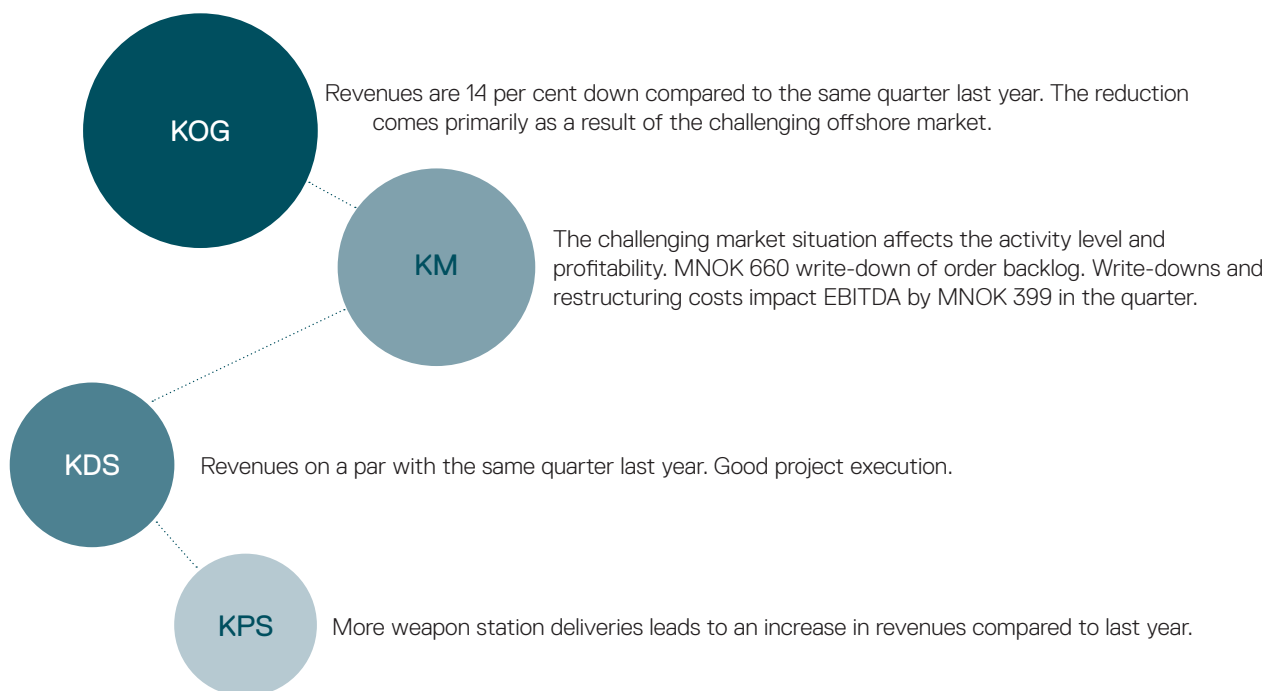 KOG
Revenues are 14 per cent down compared to the same quarter last year. The reduction
comes primarily as a result of the challenging offshore market.
KM
The challenging market situation affects the activity level and
profitability. MNOK 660 write-down of order backlog. Write-downs and
restructuring costs impact EBITDA by MNOK 399 in the quarter.
KDS
Revenues on a par with the same quarter last year. Good project execution.
KPS
More weapon station deliveries leads to an increase in revenues compared to last year.